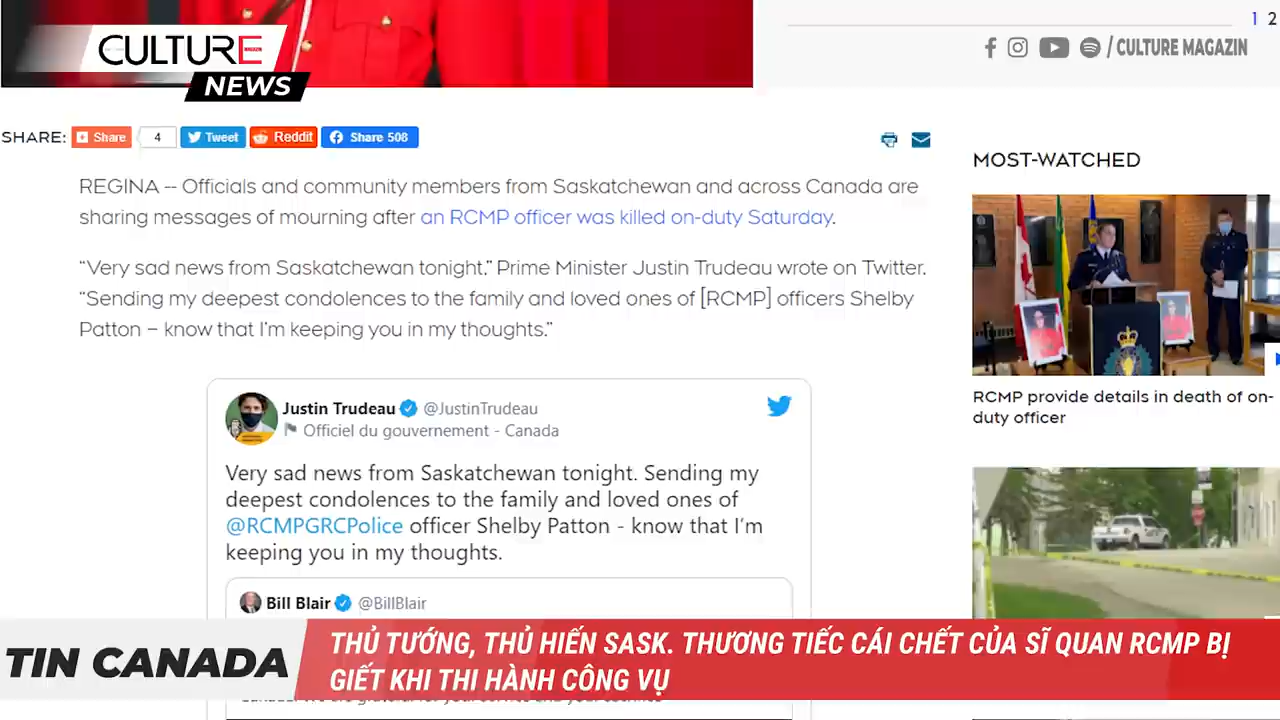 CULTURE
NEWS
1 2
/ CULTURE MAGAZIN
SHARE: Share 4 Tweet Reddit Share 508
MOST-WATCHED
REGINA -- Officials and community members from Saskatchewan and across Canada are
sharing messages of mourning after an RCMP officer was killed on-duty Saturday.
“Very sad news from Saskatchewan tonight,” Prime Minister Justin Trudeau wrote on Twitter.
“Sending my deepest condolences to the family and loved ones of [RCMP] officers Shelby
Patton – know that I’m keeping you in my thoughts.”
RCMP provide details in death of on-
duty officer
Justin Trudeau @JustinTrudeau
Officiel du gouvernement - Canada
Very sad news from Saskatchewan tonight. Sending my
deepest condolences to the family and loved ones of
@RCMPGRCPolice officer Shelby Patton - know that I’m
keeping you in my thoughts.
Bill Blair @BillBlair
TIN CANADA
THỦ TƯỚNG, THỦ HIẾN SASK. THƯƠNG TIẾC CÁI CHẾT CỦA SĨ QUAN RCMP BỊ
GIẾT KHI THI HÀNH CÔNG VỤ